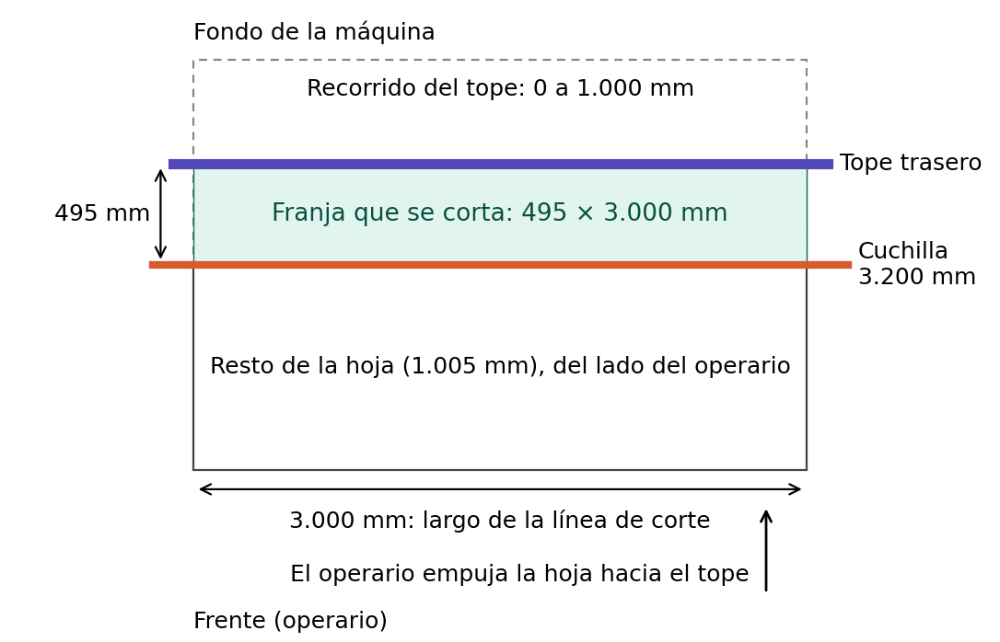 Fondo de la máquina
Recorrido del tope: 0 a 1.000 mm
Tope trasero
495 mm
Franja que se corta: 495 × 3.000 mm
Cuchilla
3.200 mm
Resto de la hoja (1.005 mm), del lado del operario
3.000 mm: largo de la línea de corte
El operario empuja la hoja hacia el tope
Frente (operario)